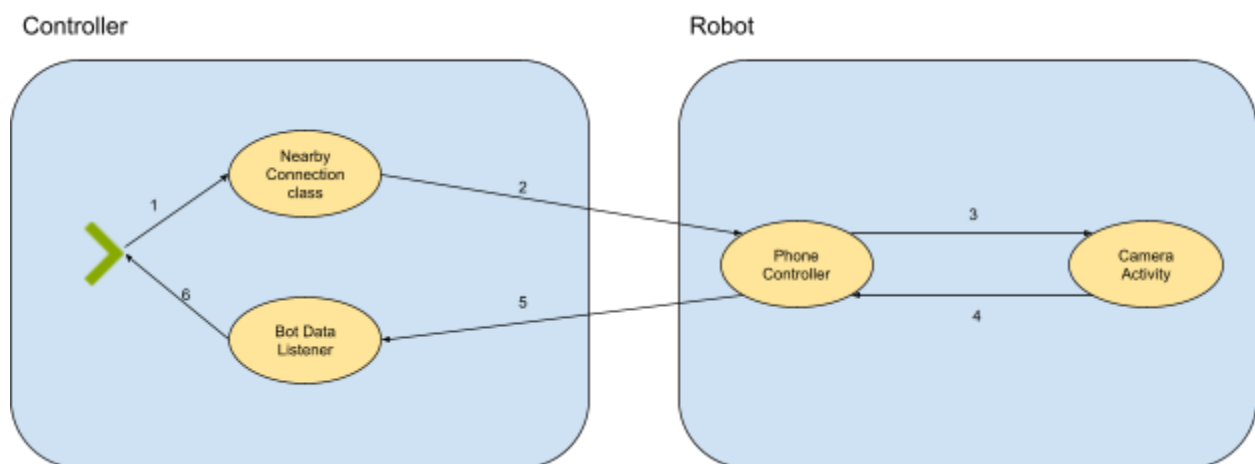 Controller
Robot
Nearby
Connection
class
1
2
3
Phone
Controller
Camera
Activity
6
5
4
Bot Data
Listener